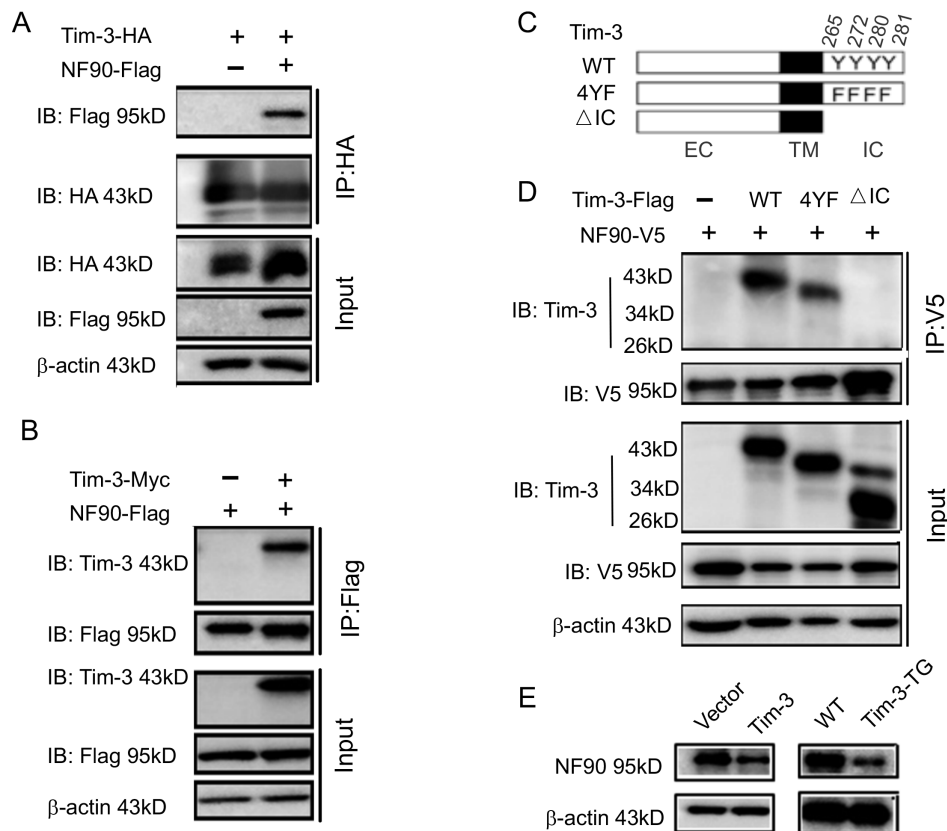 A
Tim-3-HA + +
NF90-Flag − +
IB: Flag 95kD
IB: HA 43kD
IP:HA
IB: HA 43kD
IB: Flag 95kD
β-actin 43kD
Input
B
Tim-3-Myc − +
NF90-Flag + +
IB: Tim-3 43kD
IB: Flag 95kD
IP:Flag
IB: Tim-3 43kD
IB: Flag 95kD
β-actin 43kD
Input
C
Tim-3 265 272 280 281
WT YYYY
4YF FFFF
△IC
EC TM IC
D
Tim-3-Flag − WT 4YF △IC
NF90-V5 + + + +
IB: Tim-3
43kD
34kD
26kD
IB: V5 95kD
IP:V5
IB: Tim-3
43kD
34kD
26kD
IB: V5 95kD
β-actin 43kD
Input
E
Vector Tim-3 WT Tim-3-TG
NF90 95kD
β-actin 43kD